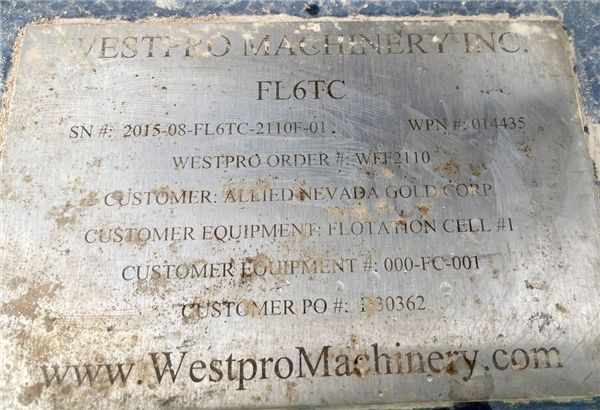 WESTPRO MACHINERY INC.
FL6TC
SN #: 2015-08-FL6TC-2110F-01 WPN #: 014435
WESTPRO ORDER #: WFF2110
CUSTOMER: ALLIED NEVADA GOLD CORP
CUSTOMER EQUIPMENT: FLOTATION CELL #1
CUSTOMER EQUIPMENT #: 000-FC-001
CUSTOMER PO #:
www.WestproMachinery.com